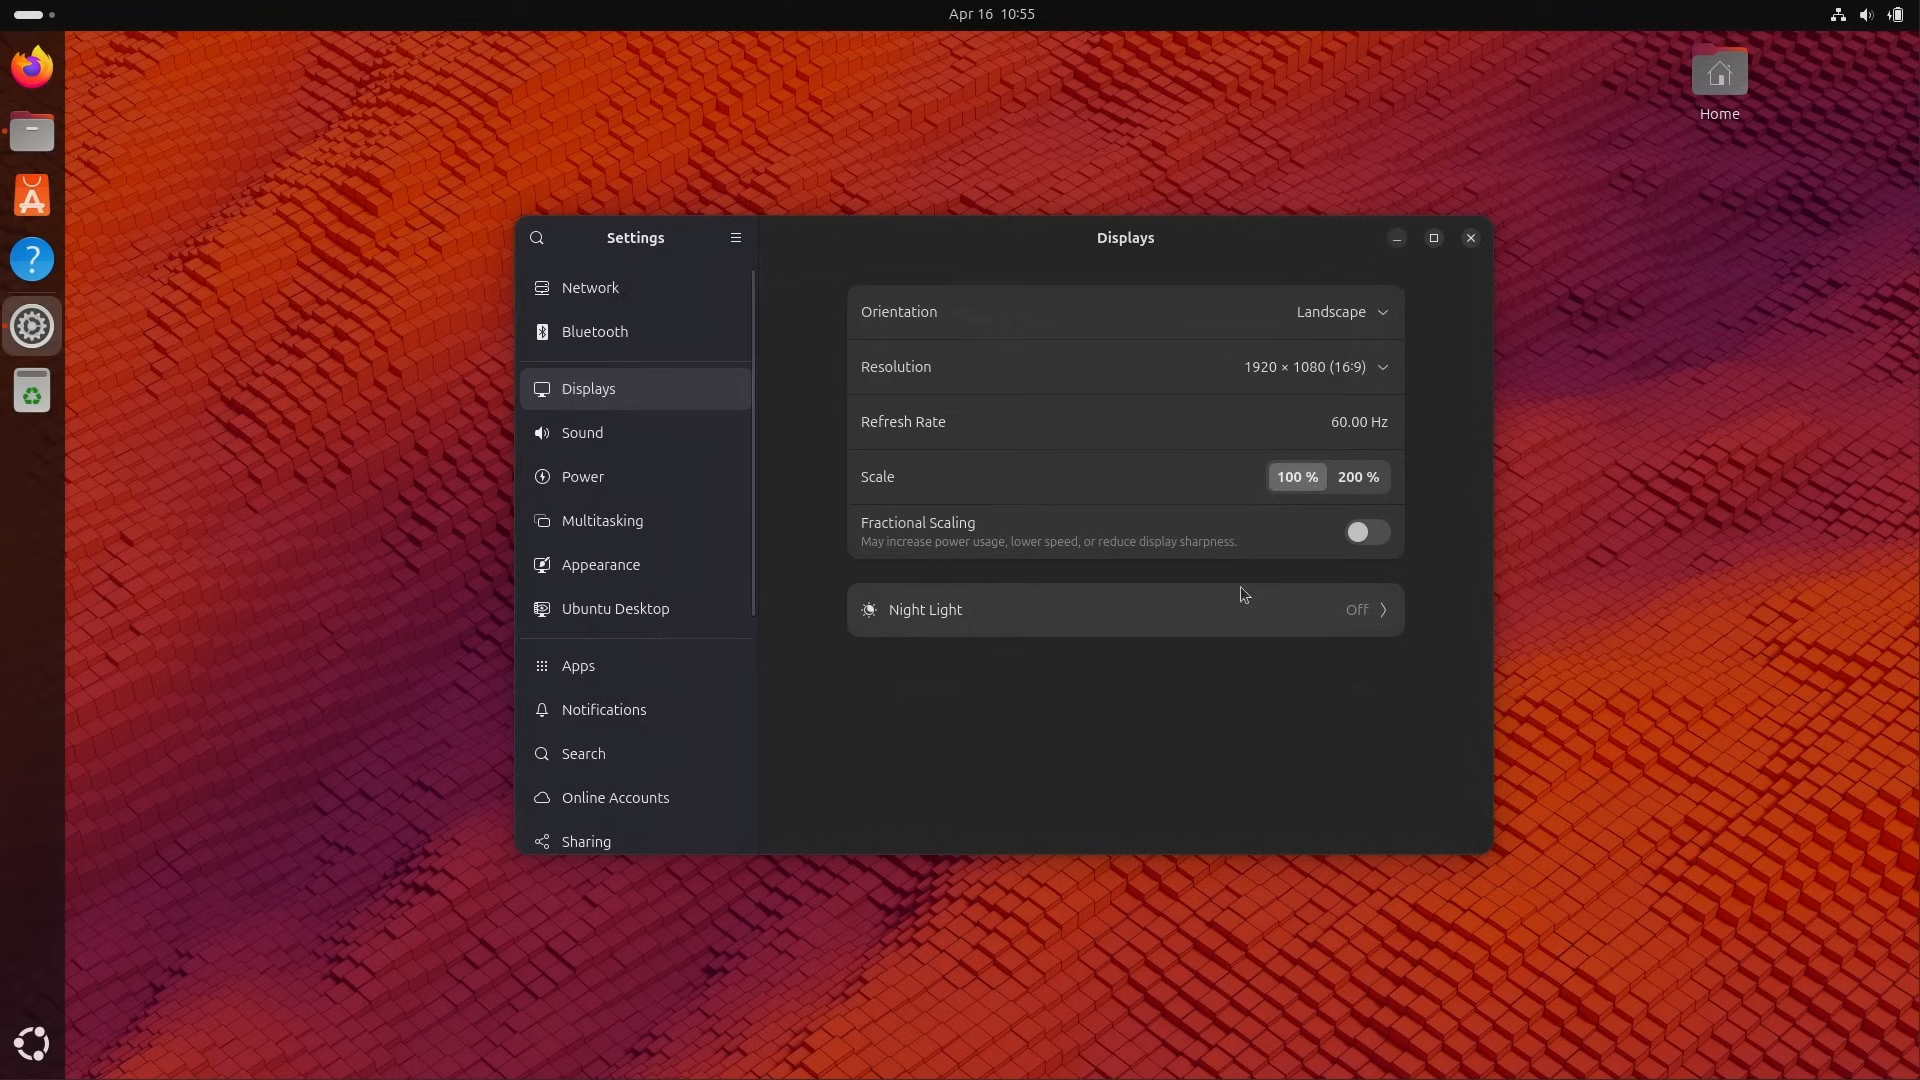 Apr 16 10:55
Home
Settings
Displays
Network
Bluetooth
Displays
Sound
Power
Multitasking
Appearance
Ubuntu Desktop
Apps
Notifications
Search
Online Accounts
Sharing
Orientation Landscape
Resolution 1920 × 1080 (16:9)
Refresh Rate 60.00 Hz
Scale 100 % 200 %
Fractional Scaling
May increase power usage, lower speed, or reduce display sharpness.
Night Light Off